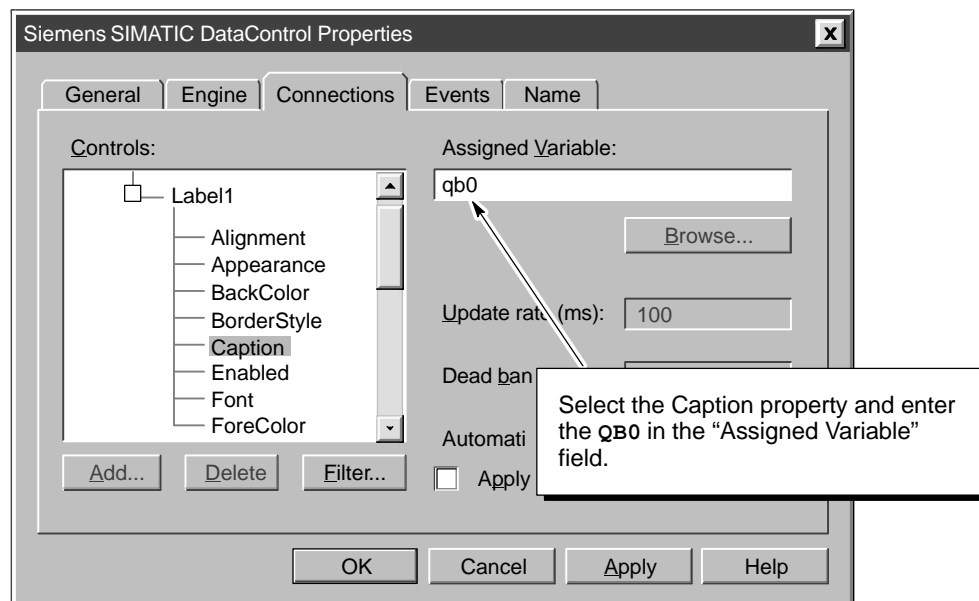 Siemens SIMATIC DataControl Properties
x
General Engine Connections Events Name
Controls:
Label1
Alignment
Appearance
BackColor
BorderStyle
Caption
Enabled
Font
ForeColor
Add... Delete Filter...
Assigned Variable:
qb0
Browse...
Update rate (ms): 100
Dead ban
Automati
Apply
Select the Caption property and enter
the QB0 in the “Assigned Variable”
field.
OK Cancel Apply Help